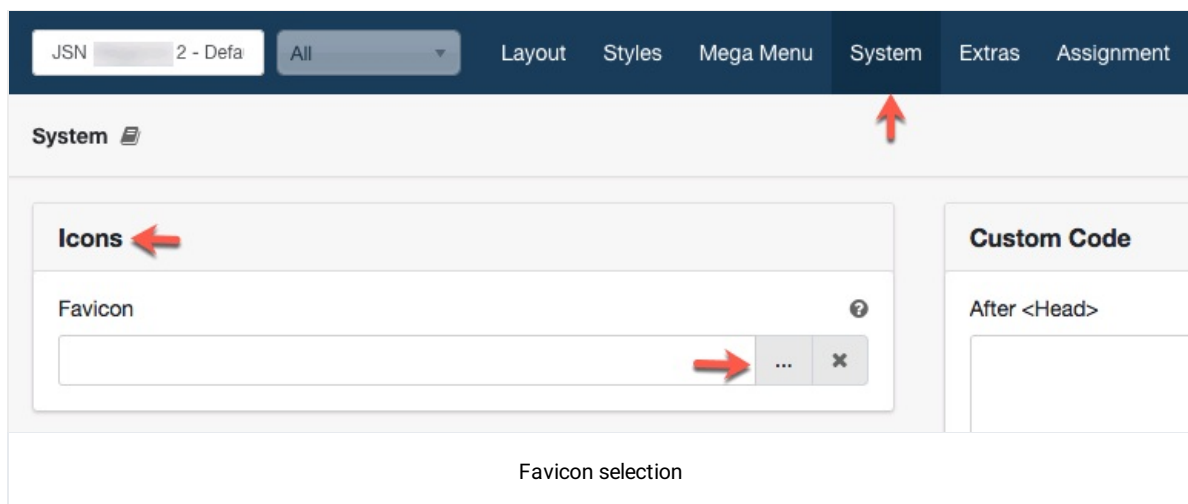 JSN 2 - Defa
All
Layout Styles Mega Menu System Extras Assignment
System
Icons
Custom Code
Favicon
After <Head>
...
Favicon selection